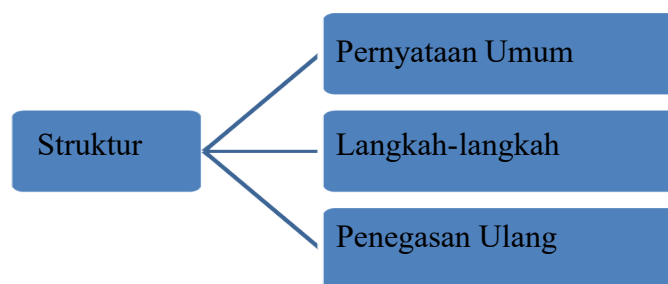 Struktur
Pernyataan Umum
Langkah-langkah
Penegasan Ulang